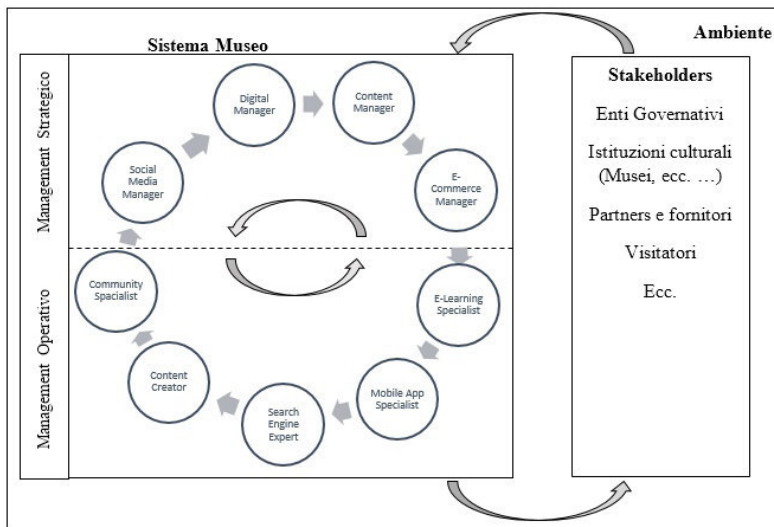 Ambiente
Sistema Museo
Management Strategico
Digital
Manager
Content
Manager
Social
Media
Manager
E-
Commerce
Manager
Management Operativo
Community
Spacialist
E-Learning
Specialist
Content
Creator
Mobile App
Specialist
Search
Engine
Expert
Stakeholders
Enti Governativi
Istituzioni culturali
(Musei, ecc. …)
Partners e fornitori
Visitatori
Ecc.